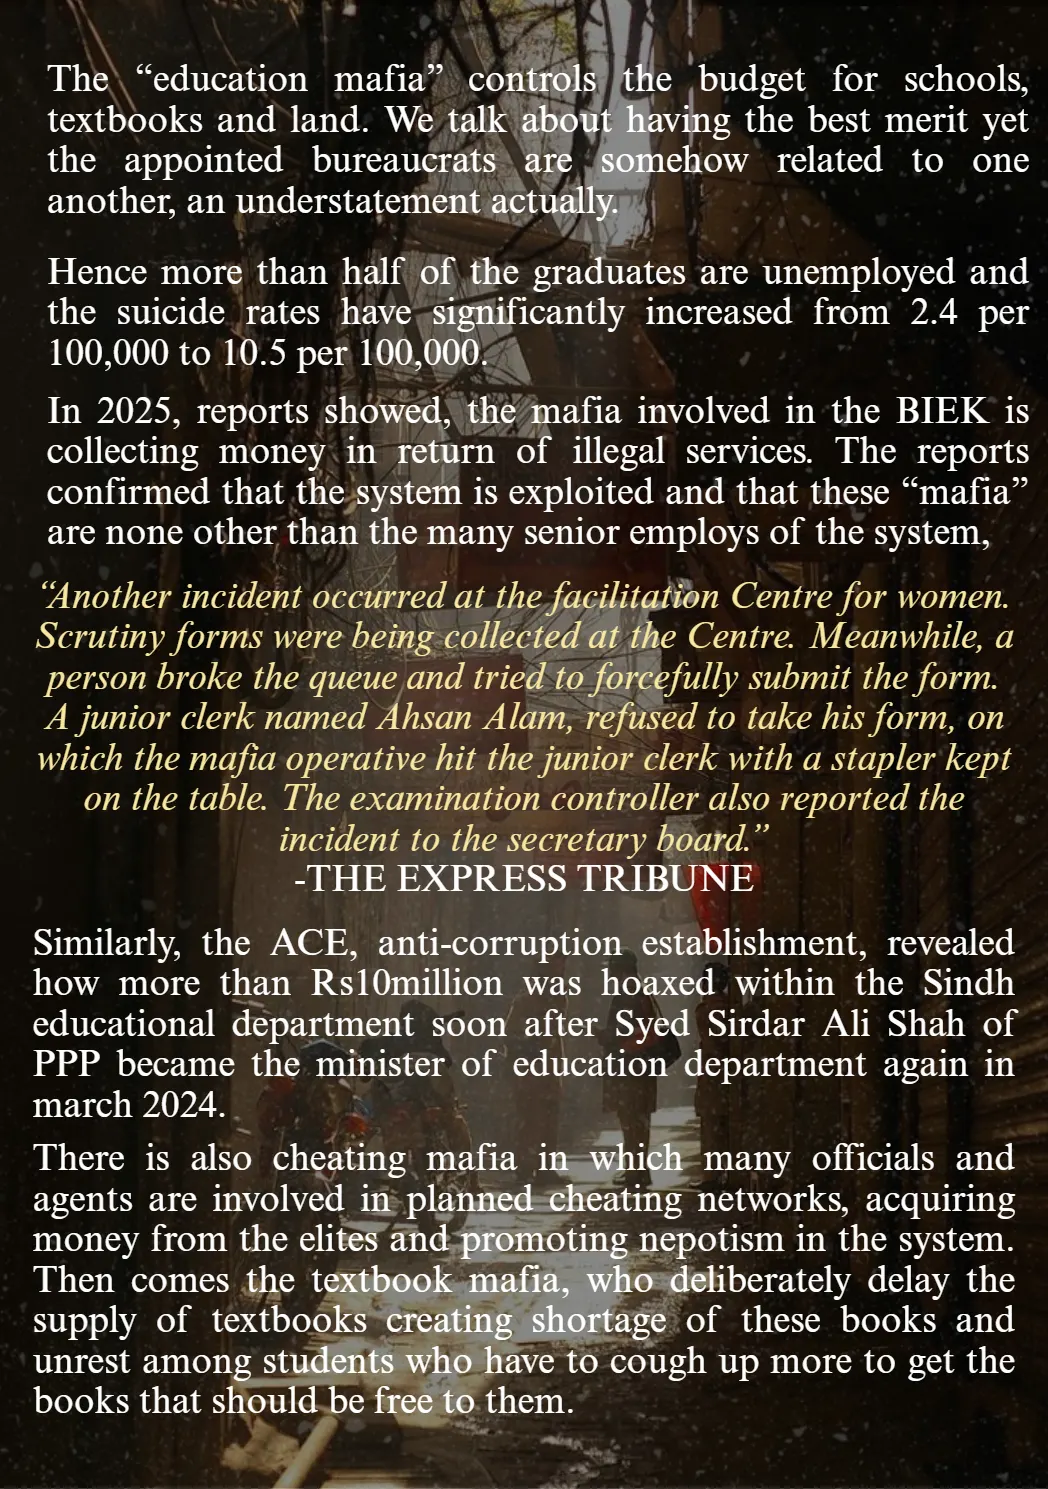 The “education mafia” controls the budget for schools,
textbooks and land. We talk about having the best merit yet
the appointed bureaucrats are somehow related to one
another, an understatement actually.
Hence more than half of the graduates are unemployed and
the suicide rates have significantly increased from 2.4 per
100,000 to 10.5 per 100,000.
In 2025, reports showed, the mafia involved in the BIEK is
collecting money in return of illegal services. The reports
confirmed that the system is exploited and that these “mafia”
are none other than the many senior employs of the system,
“Another incident occurred at the facilitation Centre for women.
Scrutiny forms were being collected at the Centre. Meanwhile, a
person broke the queue and tried to forcefully submit the form.
A junior clerk named Ahsan Alam, refused to take his form, on
which the mafia operative hit the junior clerk with a stapler kept
on the table. The examination controller also reported the
incident to the secretary board.”
-THE EXPRESS TRIBUNE
Similarly, the ACE, anti-corruption establishment, revealed
how more than Rs10million was hoaxed within the Sindh
educational department soon after Syed Sirdar Ali Shah of
PPP became the minister of education department again in
march 2024.
There is also cheating mafia in which many officials and
agents are involved in planned cheating networks, acquiring
money from the elites and promoting nepotism in the system.
Then comes the textbook mafia, who deliberately delay the
supply of textbooks creating shortage of these books and
unrest among students who have to cough up more to get the
books that should be free to them.